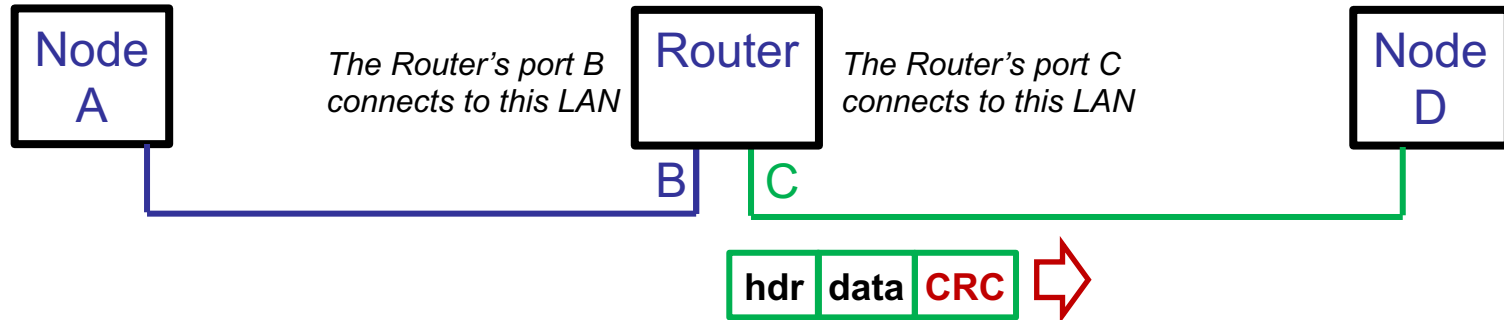 Node
A
The Router's port B
connects to this LAN
Router
The Router's port C
connects to this LAN
Node
D
B
C
hdr data CRC